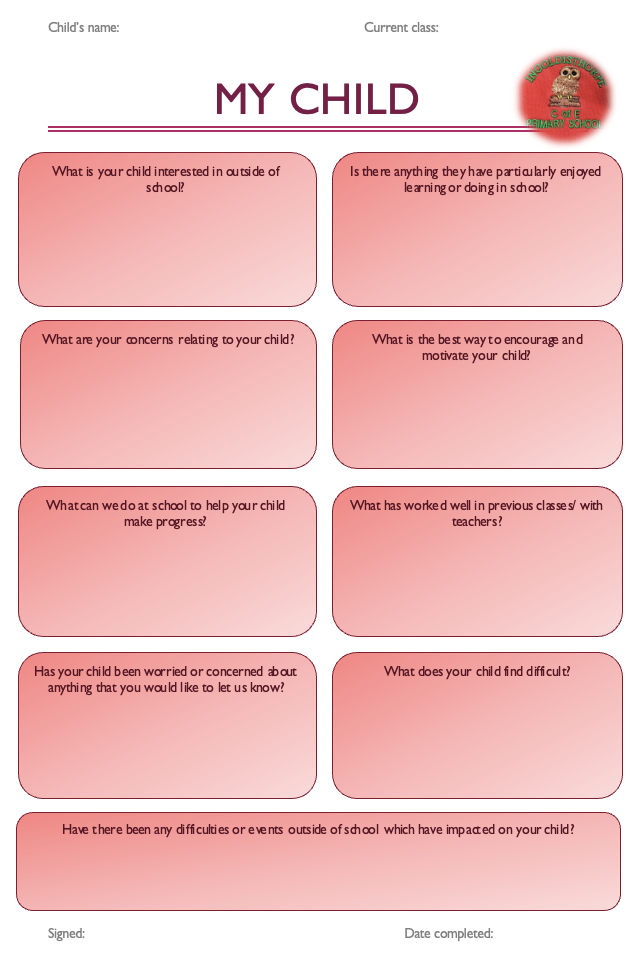 Child's name:
Current class:
INGOLDISTHORPE
C of E
PRIMARY SCHOOL
MY CHILD
What is your child interested in outside of
school?
Is there anything they have particularly enjoyed
learning or doing in school?
What are your concerns relating to your child?
What is the best way to encourage and
motivate your child?
What can we do at school to help your child
make progress?
What has worked well in previous classes/ with
teachers?
Has your child been worried or concerned about
anything that you would like to let us know?
What does your child find difficult?
Have there been any difficulties or events outside of school which have impacted on your child?
Signed:
Date completed: